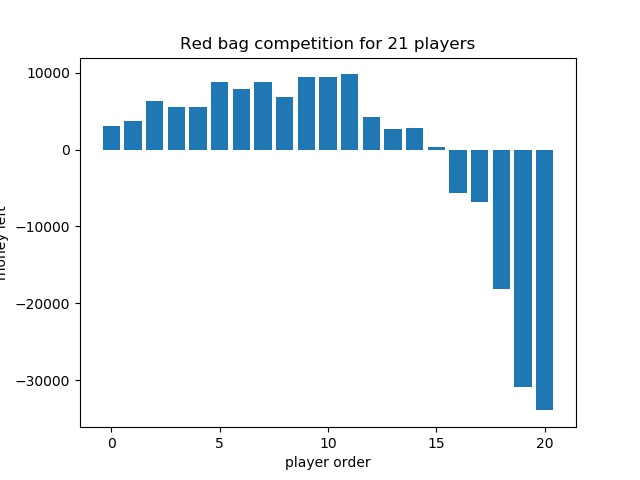 Red bag competition for 21 players
10000
0
−10000
−20000
−30000
money left
0 5 10 15 20
player order